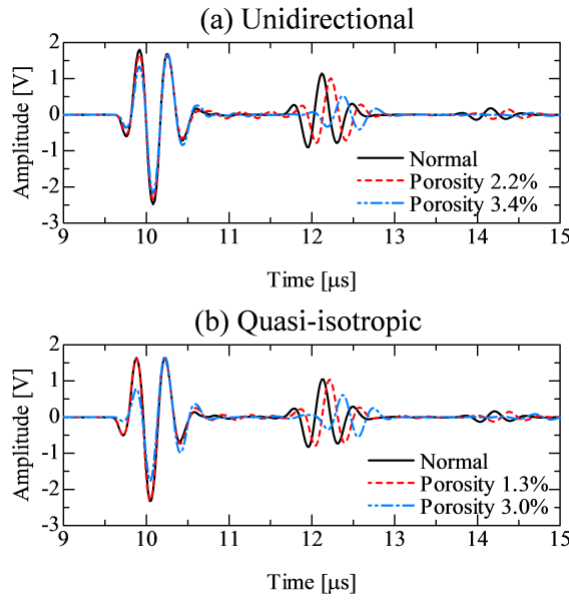 (a) Unidirectional
2
1
0
-1
-2
-3
Amplitude [V]
Normal
Porosity 2.2%
Porosity 3.4%
9 10 11 12 13 14 15
Time [μs]
(b) Quasi-isotropic
2
1
0
-1
-2
-3
Amplitude [V]
Normal
Porosity 1.3%
Porosity 3.0%
9 10 11 12 13 14 15
Time [μs]